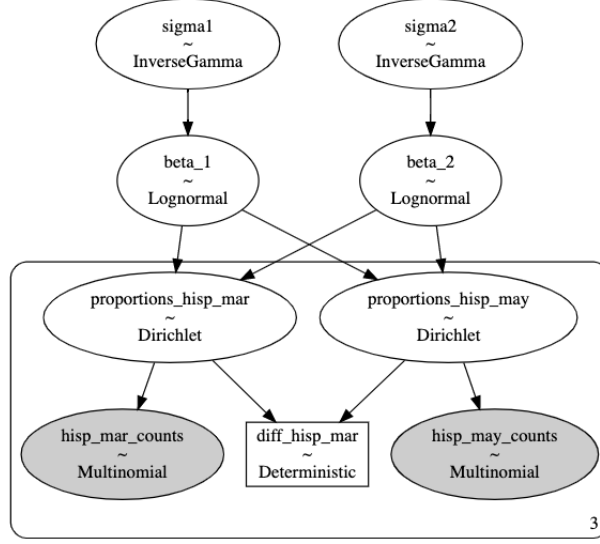 sigma1
~
InverseGamma
sigma2
~
InverseGamma
beta_1
~
Lognormal
beta_2
~
Lognormal
proportions_hisp_mar
~
Dirichlet
proportions_hisp_may
~
Dirichlet
hisp_mar_counts
~
Multinomial
diff_hisp_mar
~
Deterministic
hisp_may_counts
~
Multinomial
3